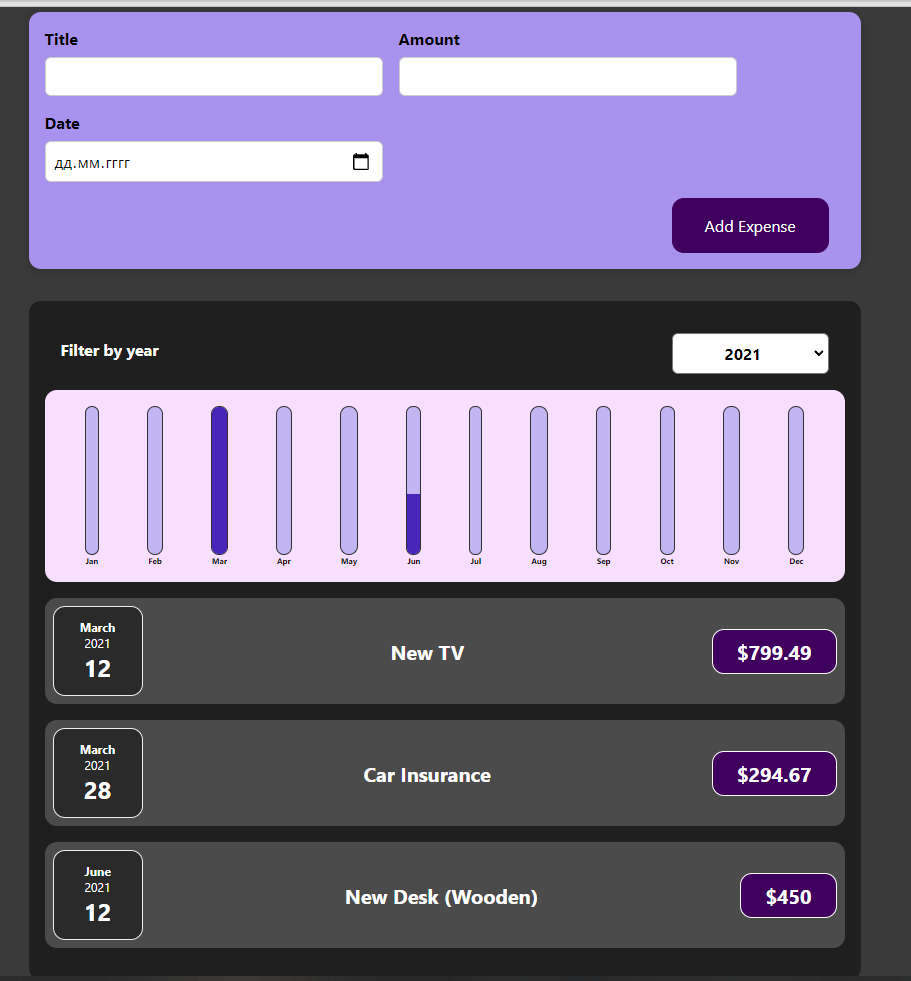 Title
Amount
Date
дд.мм.гггг
Add Expense
Filter by year
2021
Jan Feb Mar Apr May Jun Jul Aug Sep Oct Nov Dec
March
2021
12
New TV
$799.49
March
2021
28
Car Insurance
$294.67
June
2021
12
New Desk (Wooden)
$450